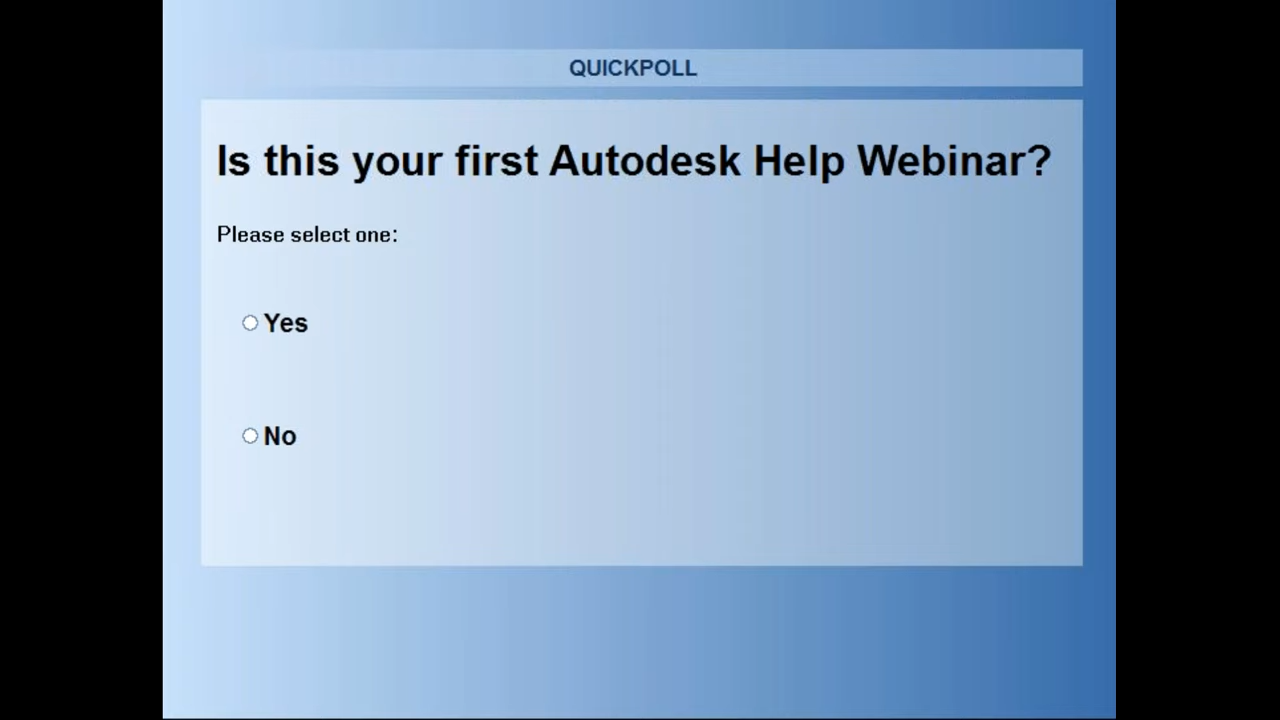 QUICKPOLL
Is this your first Autodesk Help Webinar?
Please select one:
Yes
No